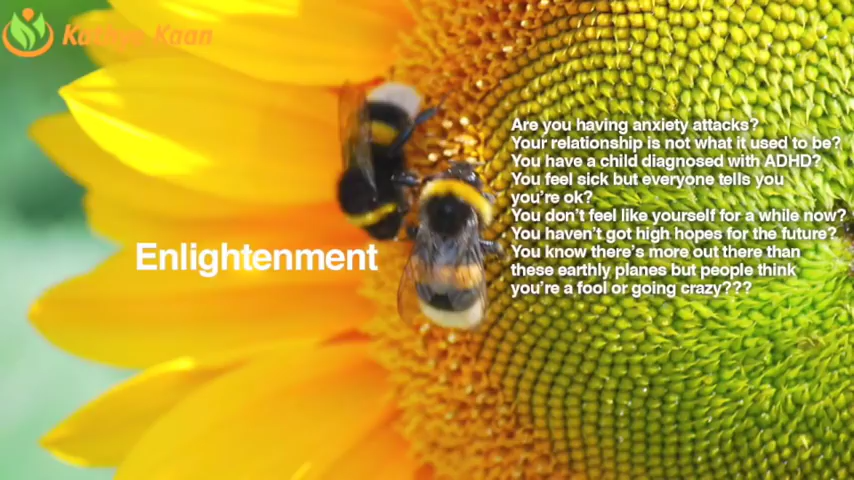 Kathye Kaan
Enlightenment
Are you having anxiety attacks?
Your relationship is not what it used to be?
You have a child diagnosed with ADHD?
You feel sick but everyone tells you
you're ok?
You don't feel like yourself for a while now?
You haven't got high hopes for the future?
You know there's more out there than
these earthly planes but people think
you're a fool or going crazy???